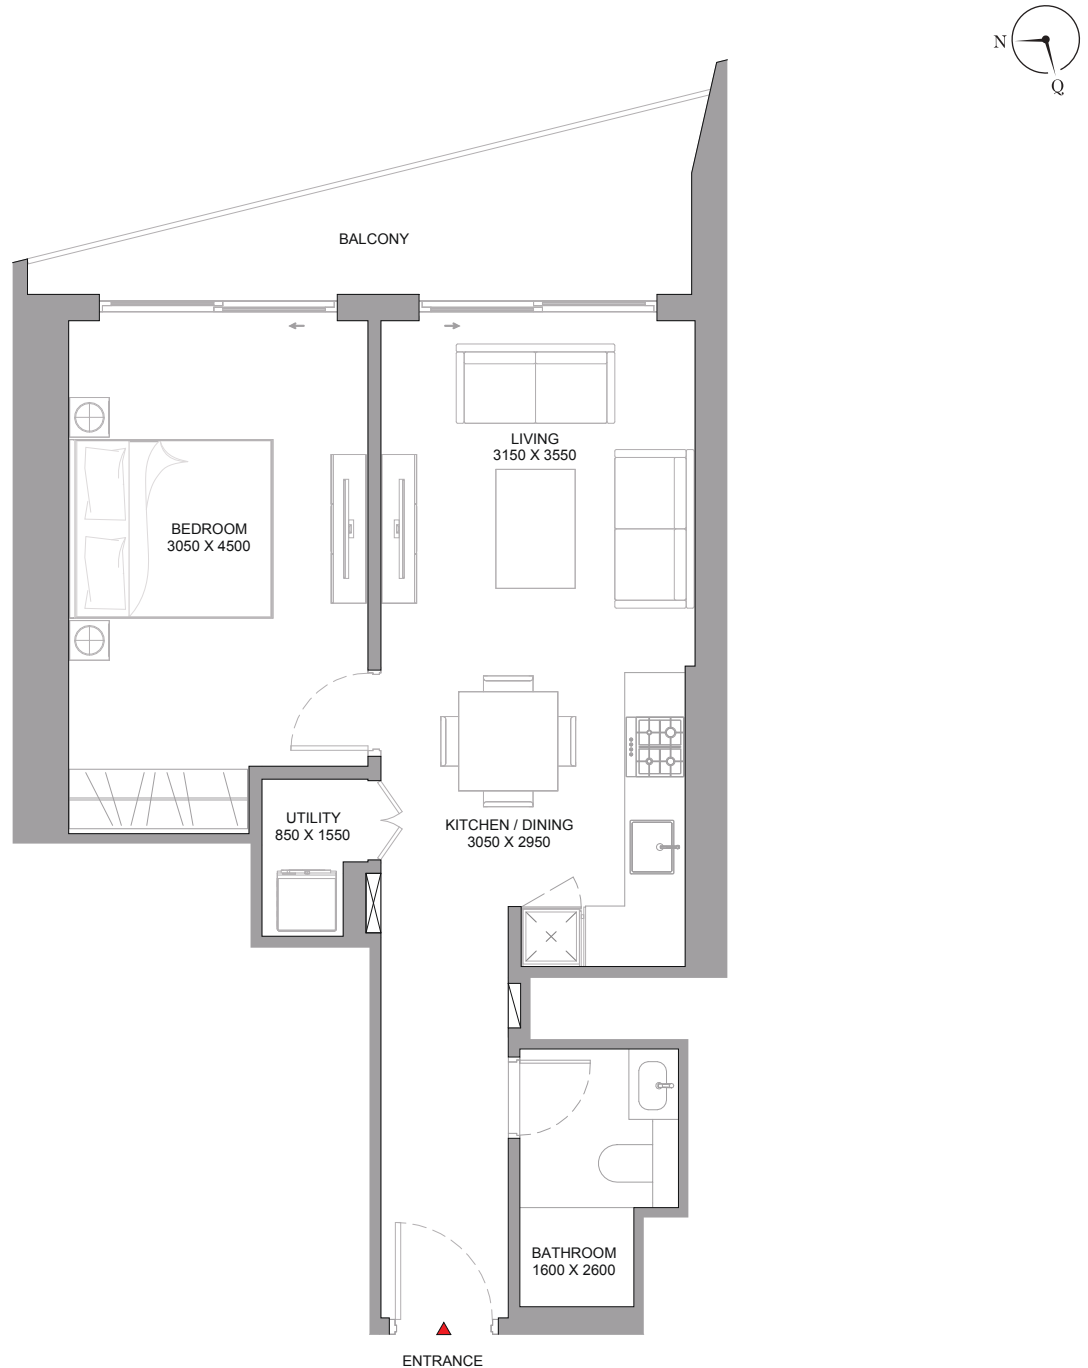 N
Q
BALCONY
LIVING
3150 X 3550
BEDROOM
3050 X 4500
UTILITY
850 X 1550
KITCHEN / DINING
3050 X 2950
BATHROOM
1600 X 2600
ENTRANCE